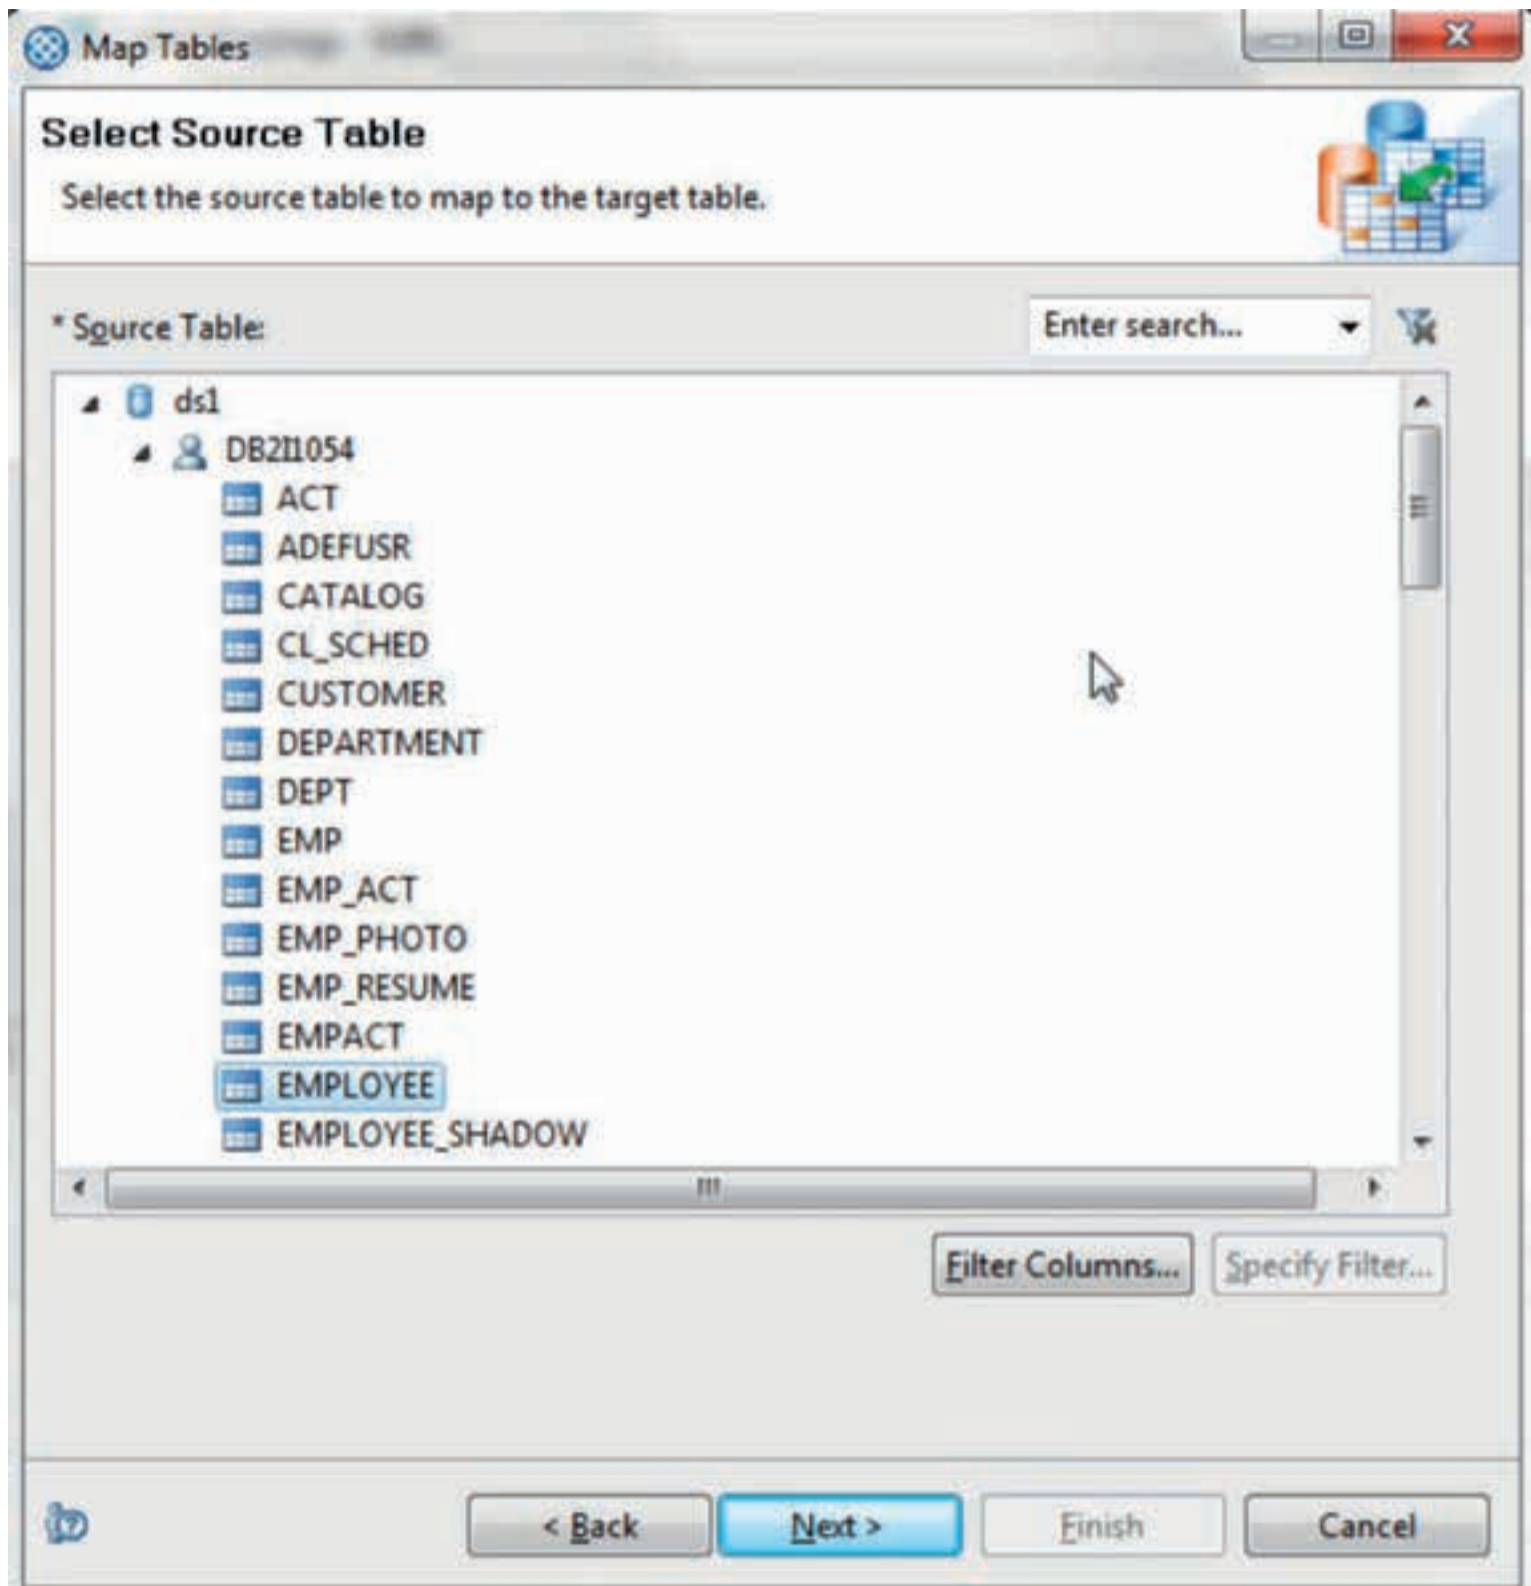 Map Tables
Select Source Table
Select the source table to map to the target table.
* Source Table:
Enter search...
ds1
DB2I1054
ACT
ADEFUSR
CATALOG
CL_SCHED
CUSTOMER
DEPARTMENT
DEPT
EMP
EMP_ACT
EMP_PHOTO
EMP_RESUME
EMPACT
EMPLOYEE
EMPLOYEE_SHADOW
Filter Columns... Specify Filter...
< Back Next > Finish Cancel